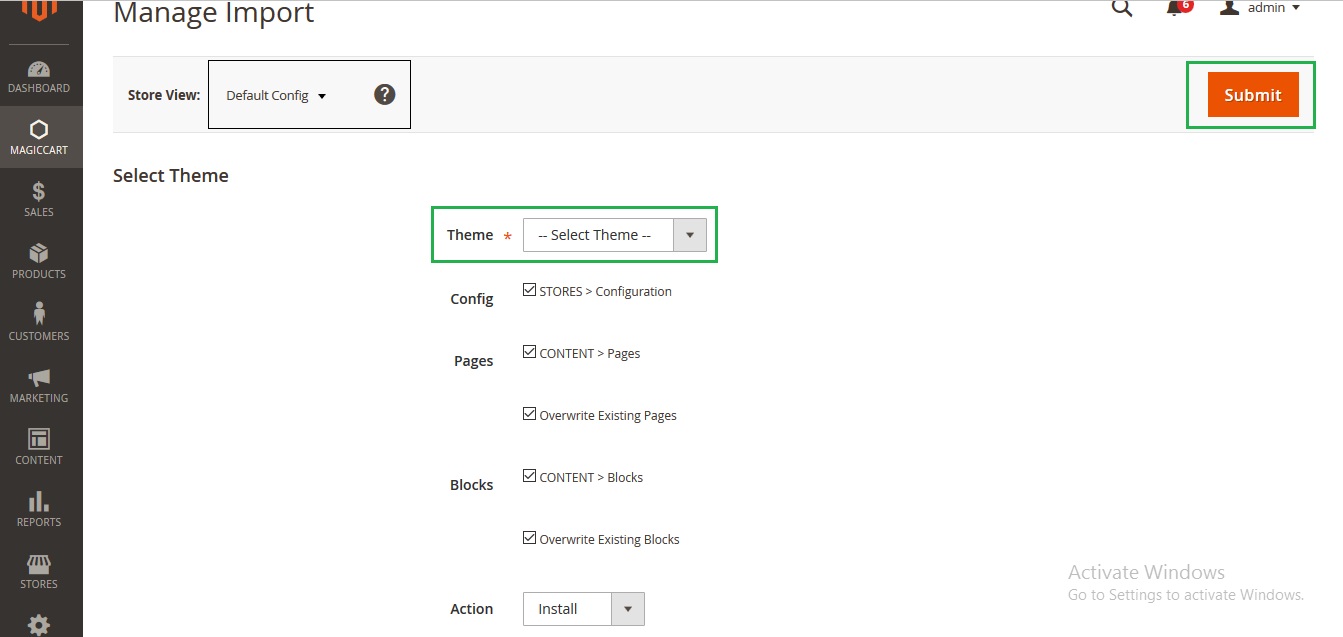 Manage Import
6
admin
DASHBOARD
MAGICCART
SALES
PRODUCTS
CUSTOMERS
MARKETING
CONTENT
REPORTS
STORES
Store View: Default Config ?
Submit
Select Theme
Theme * -- Select Theme --
Config STORES > Configuration
Pages CONTENT > Pages
Overwrite Existing Pages
Blocks CONTENT > Blocks
Overwrite Existing Blocks
Action Install
Activate Windows
Go to Settings to activate Windows.